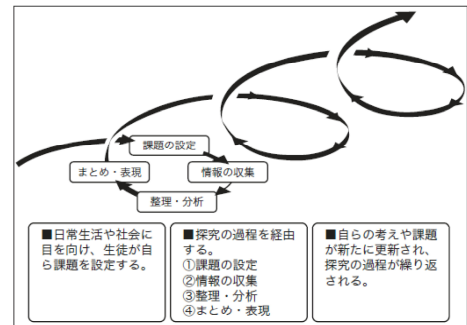 課題の設定
まとめ・表現
情報の収集
整理・分析
■日常生活や社会に
目を向け、生徒が自
ら課題を設定する。
■探究の過程を経由
する。
①課題の設定
②情報の収集
③整理・分析
④まとめ・表現
■自らの考えや課題
が新たに更新され、
探究の過程が繰り返
される。